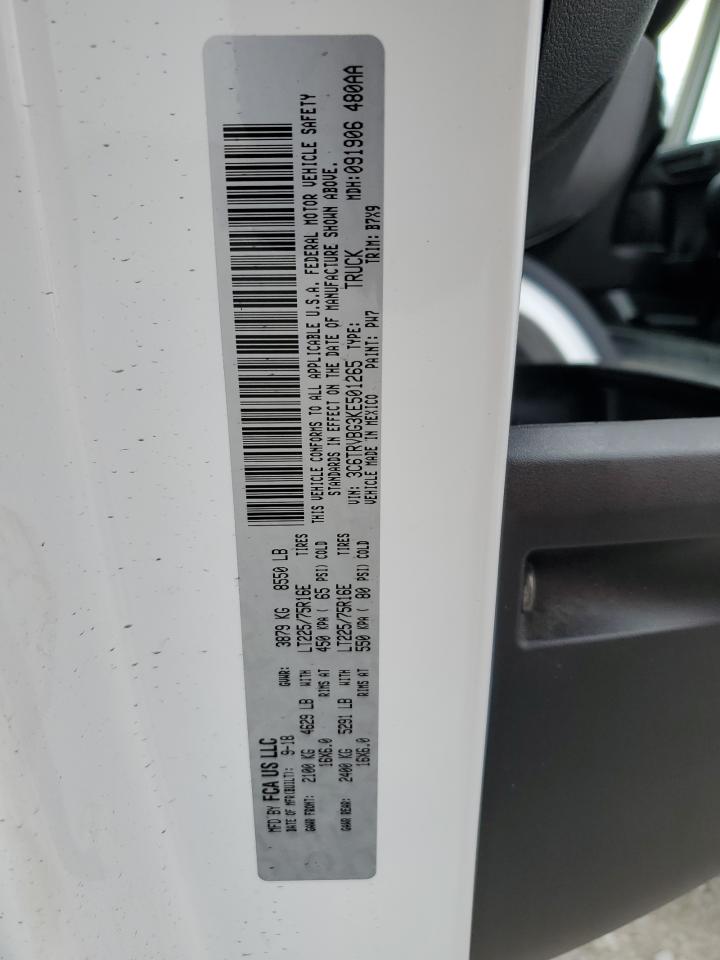 MFD BY FCA US LLC
DATE OF MFR(BUILT): 9-18 GVWR: 3879 KG 8550 LB
GAWR FRONT: 2100 KG 4629 LB WITH LT225/75R16E TIRES
16X6.0 RIMS AT 450 KPA ( 65 PSI) COLD
GAWR REAR: 2400 KG 5291 LB WITH LT225/75R16E TIRES
16X6.0 RIMS AT 550 KPA ( 80 PSI) COLD
THIS VEHICLE CONFORMS TO ALL APPLICABLE U.S.A. FEDERAL MOTOR VEHICLE SAFETY
STANDARDS IN EFFECT ON THE DATE OF MANUFACTURE SHOWN ABOVE.
VIN: 3C6TRVBG3KE501265 TYPE: TRUCK MDH:091906 480AA
VEHICLE MADE IN MEXICO PAINT: PW7 TRIM: B7X9